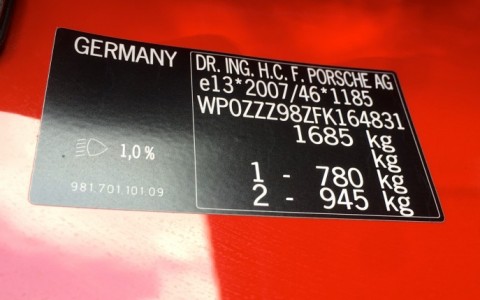 GERMANY
DR. ING. H.C. F. PORSCHE AG
e13*2007/46*1185
WP0ZZZ98ZFK164831
1685 kg
kg
1 - 780 kg
2 - 945 kg
1,0%
981.701.101.09